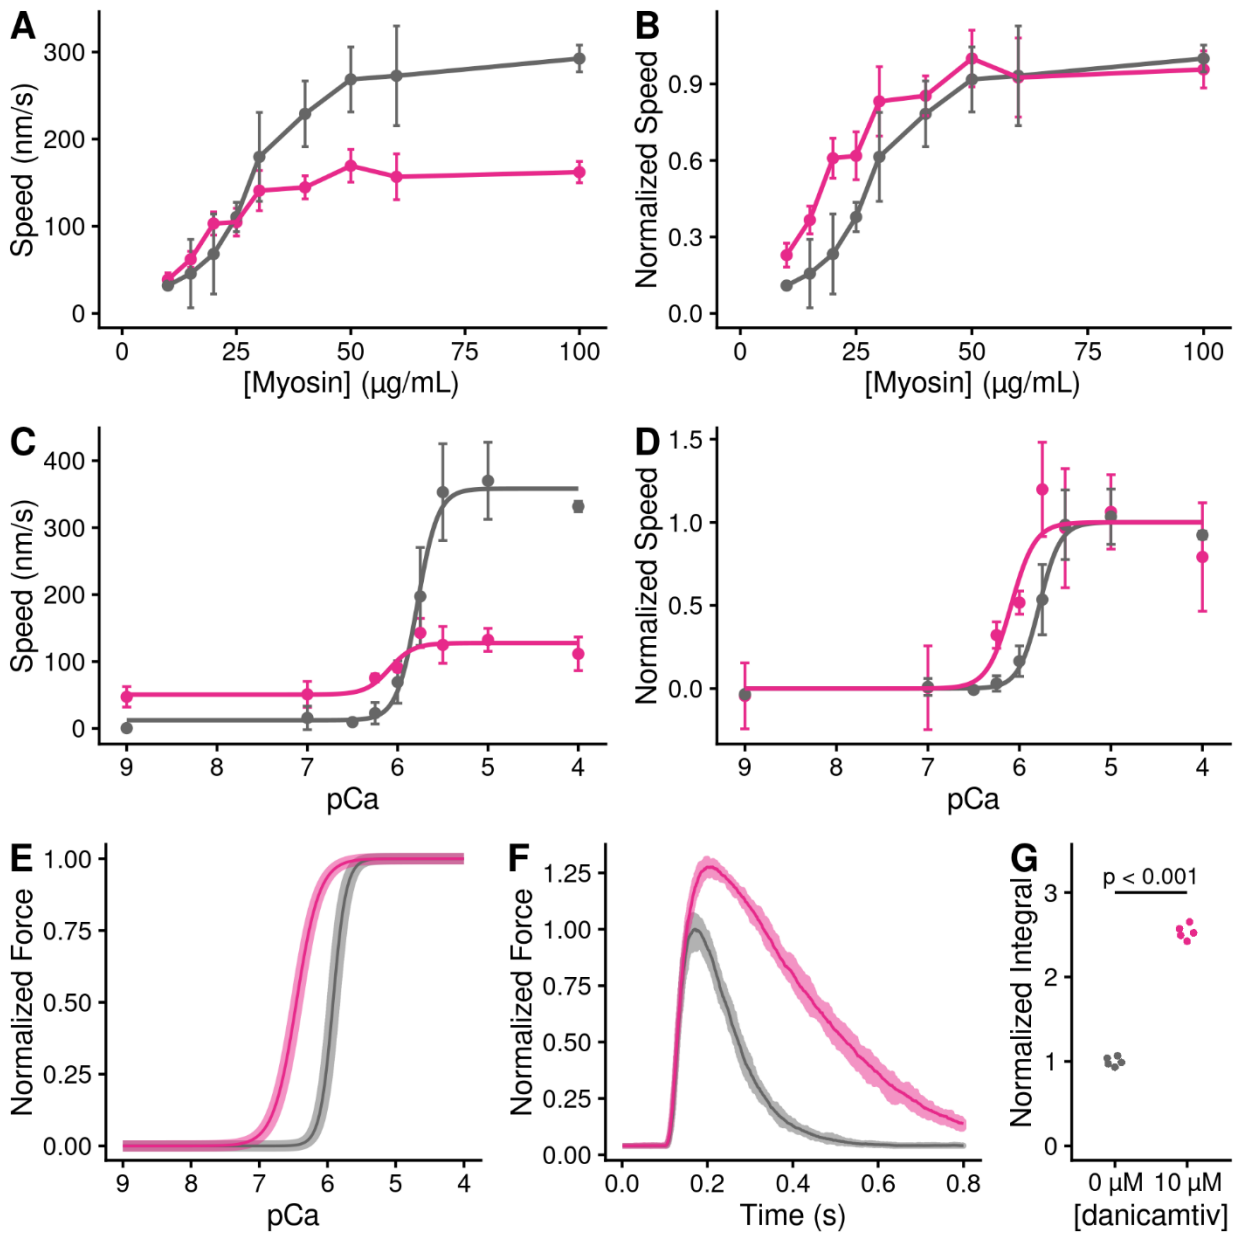 A
Speed (nm/s)
300
200
100
0
0 25 50 75 100
[Myosin] (µg/mL)
B
Normalized Speed
0.9
0.6
0.3
0.0
0 25 50 75 100
[Myosin] (µg/mL)
C
Speed (nm/s)
400
300
200
100
0
9 8 7 6 5 4
pCa
D
Normalized Speed
1.5
1.0
0.5
0.0
9 8 7 6 5 4
pCa
E
Normalized Force
1.00
0.75
0.50
0.25
0.00
9 8 7 6 5 4
pCa
F
Normalized Force
1.25
1.00
0.75
0.50
0.25
0.00
0.0 0.2 0.4 0.6 0.8
Time (s)
G
Normalized Integral
p < 0.001
3
2
1
0
0 µM 10 µM
[danicamtiv]